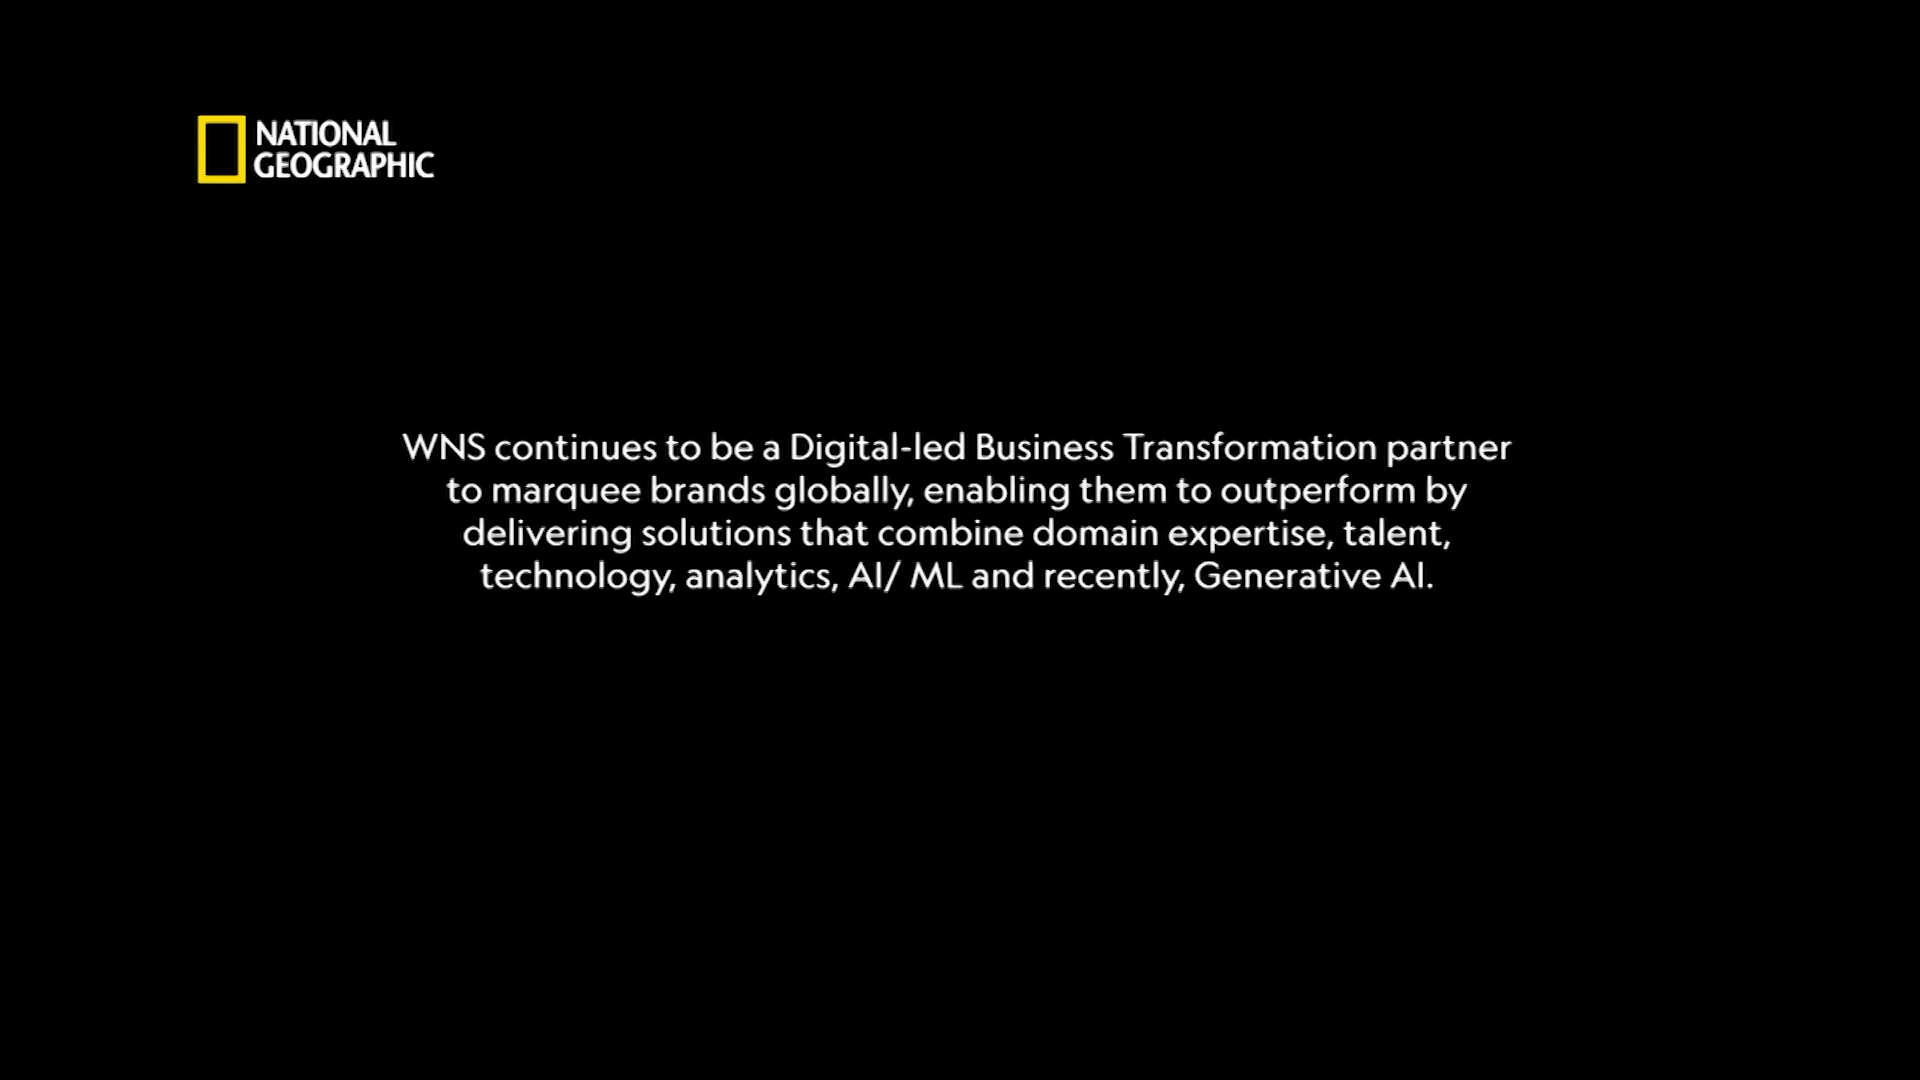 NATIONAL
GEOGRAPHIC
WNS continues to be a Digital-led Business Transformation partner
to marquee brands globally, enabling them to outperform by
delivering solutions that combine domain expertise, talent,
technology, analytics, AI/ ML and recently, Generative AI.